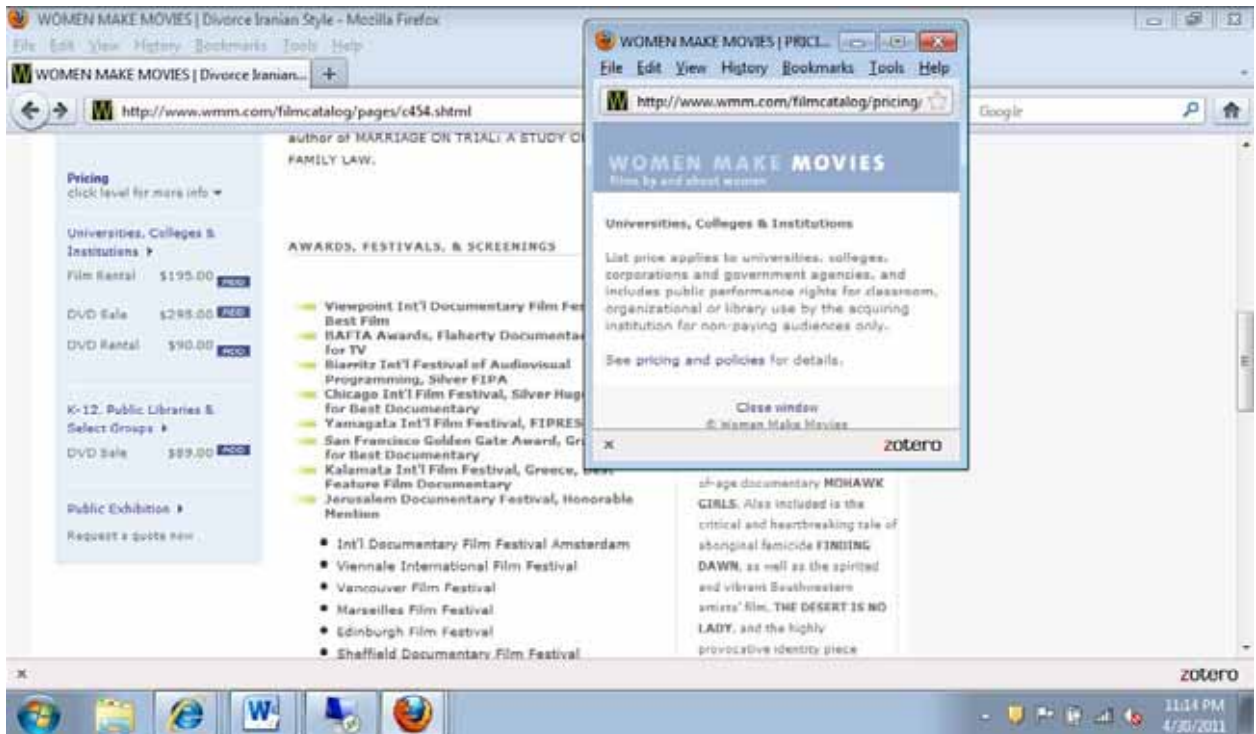 WOMEN MAKE MOVIES | Divorce Iranian Style - Mozilla Firefox
File Edit View History Bookmarks Tools Help
WOMEN MAKE MOVIES | Divorce Iranian... +
http://www.wmm.com/filmcatalog/pages/c454.shtml
Google
author of MARRIAGE ON TRIAL: A STUDY O
FAMILY LAW.
Pricing
click level for more info
Universities, Colleges &
Institutions
Film Rental $195.00 ADD
DVD Sale $295.00 ADD
DVD Rental $90.00 ADD
K-12, Public Libraries &
Select Groups
DVD Sale $89.00 ADD
Public Exhibition
Request a quote now
AWARDS, FESTIVALS, & SCREENINGS
Viewpoint Int'l Documentary Film Fes
Best Film
BAFTA Awards, Flaherty Documenta
for TV
Biarritz Int'l Festival of Audiovisual
Programming, Silver FIPA
Chicago Int'l Film Festival, Silver Hug
for Best Documentary
Yamagata Int'l Film Festival, FIPRES
San Francisco Golden Gate Award, Gr
for Best Documentary
Kalamata Int'l Film Festival, Greece, Best
Feature Film Documentary
Jerusalem Documentary Festival, Honorable
Mention
• Int'l Documentary Film Festival Amsterdam
• Viennale International Film Festival
• Vancouver Film Festival
• Marseilles Film Festival
• Edinburgh Film Festival
• Sheffield Documentary Film Festival
WOMEN MAKE MOVIES | PRICI...
File Edit View History Bookmarks Tools Help
http://www.wmm.com/filmcatalog/pricing/
WOMEN MAKE MOVIES
films by and about women
Universities, Colleges & Institutions
List price applies to universities, colleges,
corporations and government agencies, and
includes public performance rights for classroom,
organizational or library use by the acquiring
institution for non-paying audiences only.
See pricing and policies for details.
Close window
© Women Make Movies
x zotero
of-age documentary MOHAWK
GIRLS. Also included is the
critical and heartbreaking tale of
aboriginal femicide FINDING
DAWN, as well as the spirited
and vibrant Southwestern
artists' film, THE DESERT IS NO
LADY, and the highly
provocative identity piece
x zotero
11:14 PM
4/30/2011